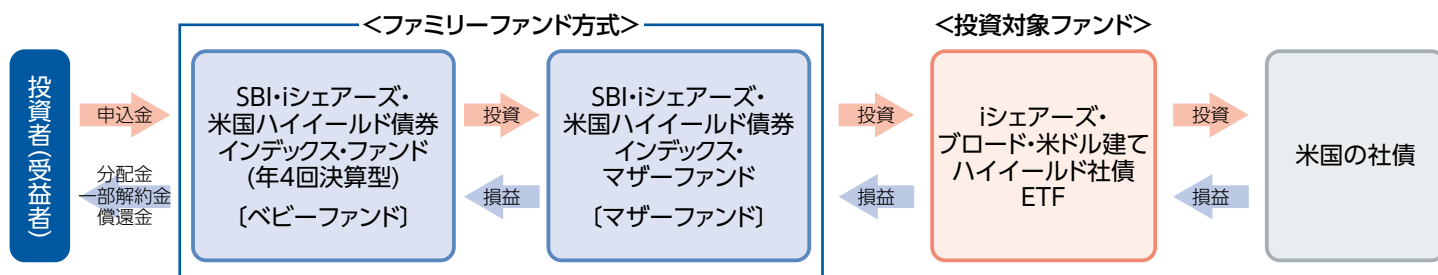 <ファミリーファンド方式>
<投資対象ファンド>
投資者(受益者)
申込金
分配金
一部解約金
償還金
SBI・iシェアーズ・
米国ハイイールド債券
インデックス・ファンド
(年4回決算型)
〔ベビーファンド〕
投資
損益
SBI・iシェアーズ・
米国ハイイールド債券
インデックス・
マザーファンド
〔マザーファンド〕
投資
損益
iシェアーズ・
ブロード・米ドル建て
ハイイールド社債
ETF
投資
損益
米国の社債